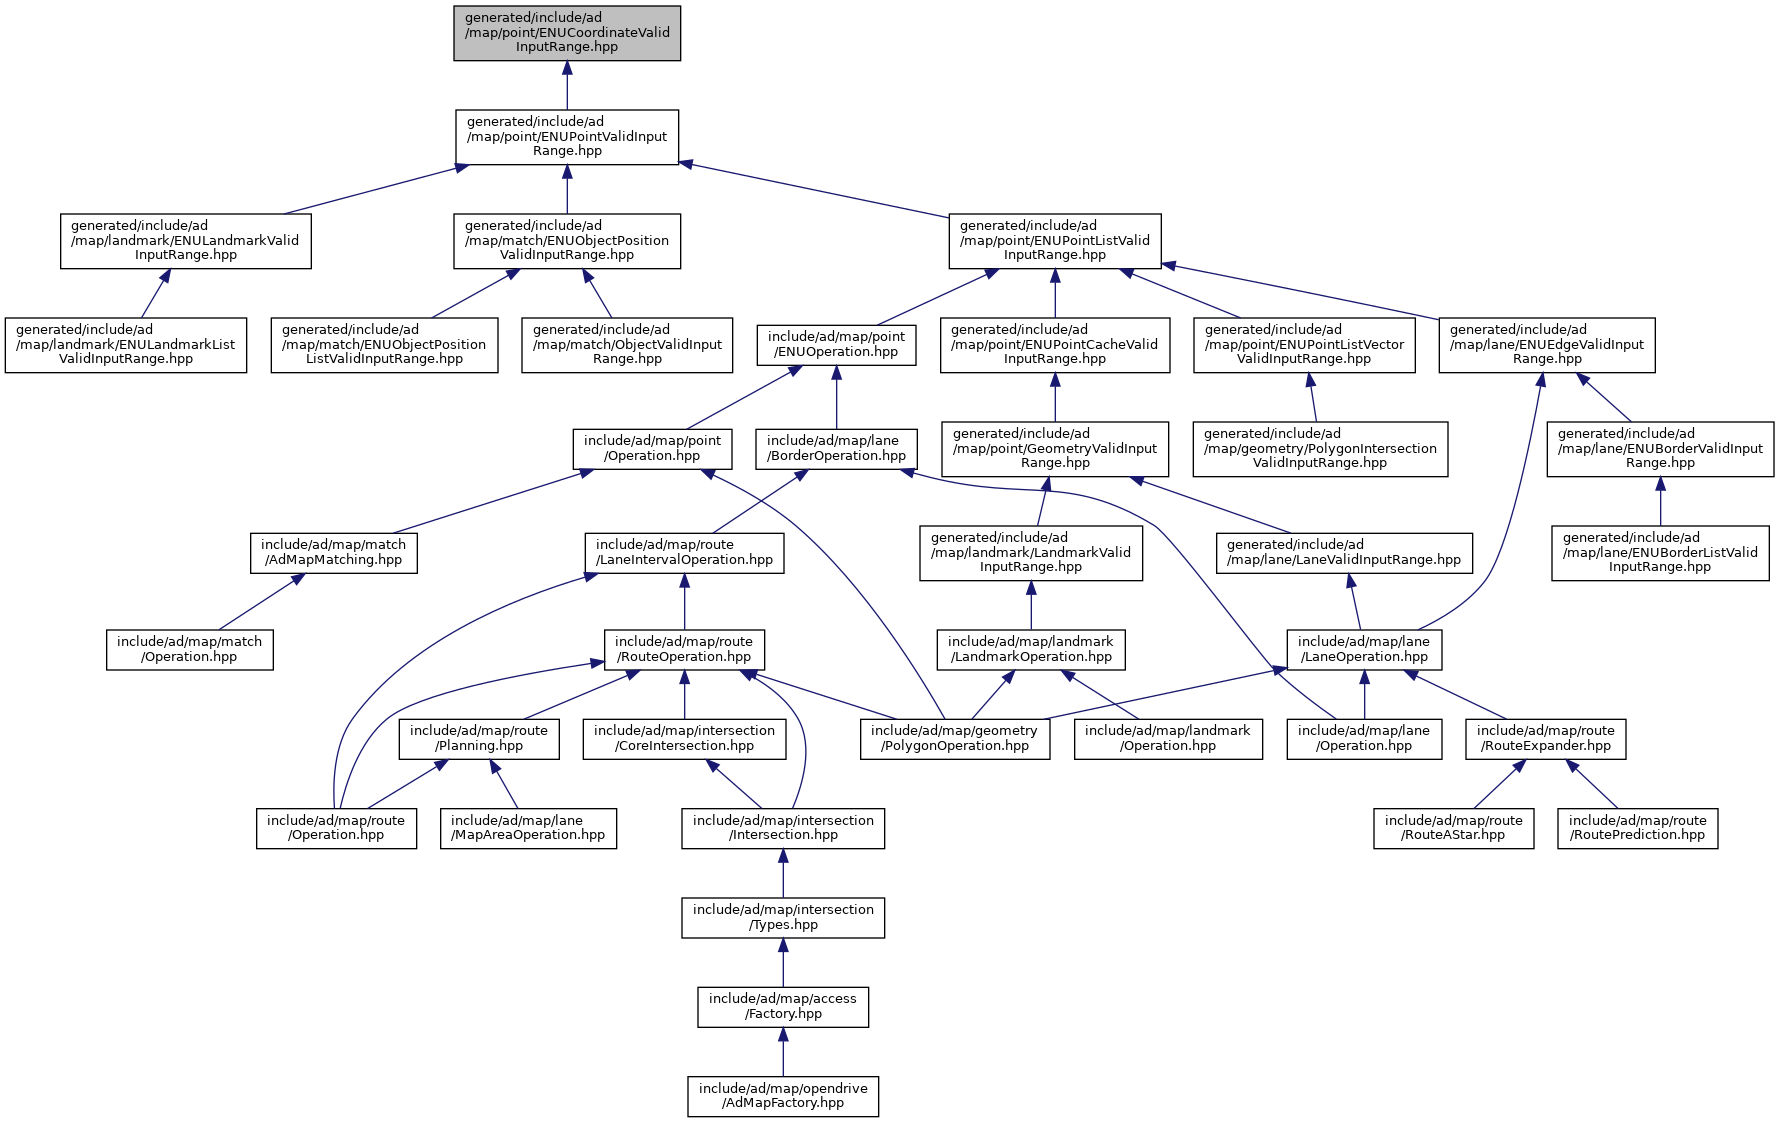 generated/include/ad
/map/point/ENUCoordinateValid
InputRange.hpp
generated/include/ad
/map/point/ENUPointValidInput
Range.hpp
generated/include/ad
/map/landmark/ENULandmarkValid
InputRange.hpp
generated/include/ad
/map/match/ENUObjectPosition
ValidInputRange.hpp
generated/include/ad
/map/point/ENUPointListValid
InputRange.hpp
generated/include/ad
/map/landmark/ENULandmarkList
ValidInputRange.hpp
generated/include/ad
/map/match/ENUObjectPosition
ListValidInputRange.hpp
generated/include/ad
/map/match/ObjectValidInput
Range.hpp
include/ad/map/point
/ENUOperation.hpp
generated/include/ad
/map/point/ENUPointCacheValid
InputRange.hpp
generated/include/ad
/map/point/ENUPointListVector
ValidInputRange.hpp
generated/include/ad
/map/lane/ENUEdgeValidInput
Range.hpp
include/ad/map/point
/Operation.hpp
include/ad/map/lane
/BorderOperation.hpp
generated/include/ad
/map/point/GeometryValidInput
Range.hpp
generated/include/ad
/map/geometry/PolygonIntersection
ValidInputRange.hpp
generated/include/ad
/map/lane/ENUBorderValidInput
Range.hpp
include/ad/map/match
/AdMapMatching.hpp
include/ad/map/route
/LaneIntervalOperation.hpp
generated/include/ad
/map/landmark/LandmarkValid
InputRange.hpp
generated/include/ad
/map/lane/LaneValidInputRange.hpp
generated/include/ad
/map/lane/ENUBorderListValid
InputRange.hpp
include/ad/map/match
/Operation.hpp
include/ad/map/route
/RouteOperation.hpp
include/ad/map/landmark
/LandmarkOperation.hpp
include/ad/map/lane
/LaneOperation.hpp
include/ad/map/route
/Planning.hpp
include/ad/map/intersection
/CoreIntersection.hpp
include/ad/map/geometry
/PolygonOperation.hpp
include/ad/map/landmark
/Operation.hpp
include/ad/map/lane
/Operation.hpp
include/ad/map/route
/RouteExpander.hpp
include/ad/map/route
/Operation.hpp
include/ad/map/lane
/MapAreaOperation.hpp
include/ad/map/intersection
/Intersection.hpp
include/ad/map/route
/RouteAStar.hpp
include/ad/map/route
/RoutePrediction.hpp
include/ad/map/intersection
/Types.hpp
include/ad/map/access
/Factory.hpp
include/ad/map/opendrive
/AdMapFactory.hpp